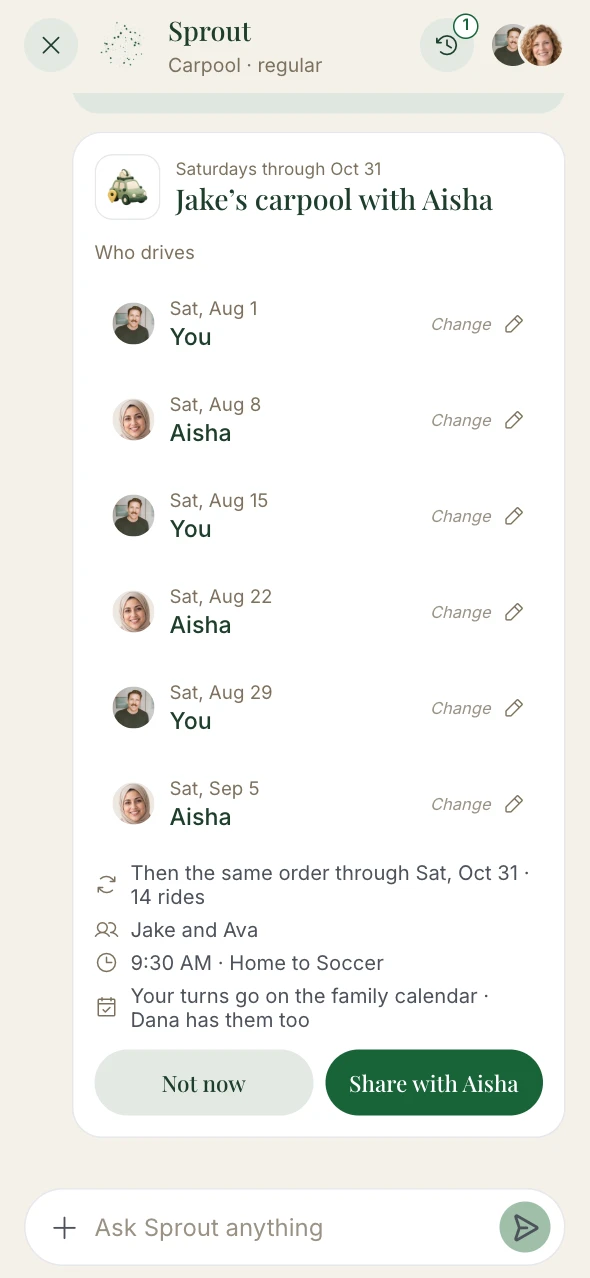 Sprout
Carpool · regular
1
Saturdays through Oct 31
Jake’s carpool with Aisha
Who drives
Sat, Aug 1
You
Change
Sat, Aug 8
Aisha
Change
Sat, Aug 15
You
Change
Sat, Aug 22
Aisha
Change
Sat, Aug 29
You
Change
Sat, Sep 5
Aisha
Change
Then the same order through Sat, Oct 31 ·
14 rides
Jake and Ava
9:30 AM · Home to Soccer
Your turns go on the family calendar ·
Dana has them too
Not now
Share with Aisha
Ask Sprout anything